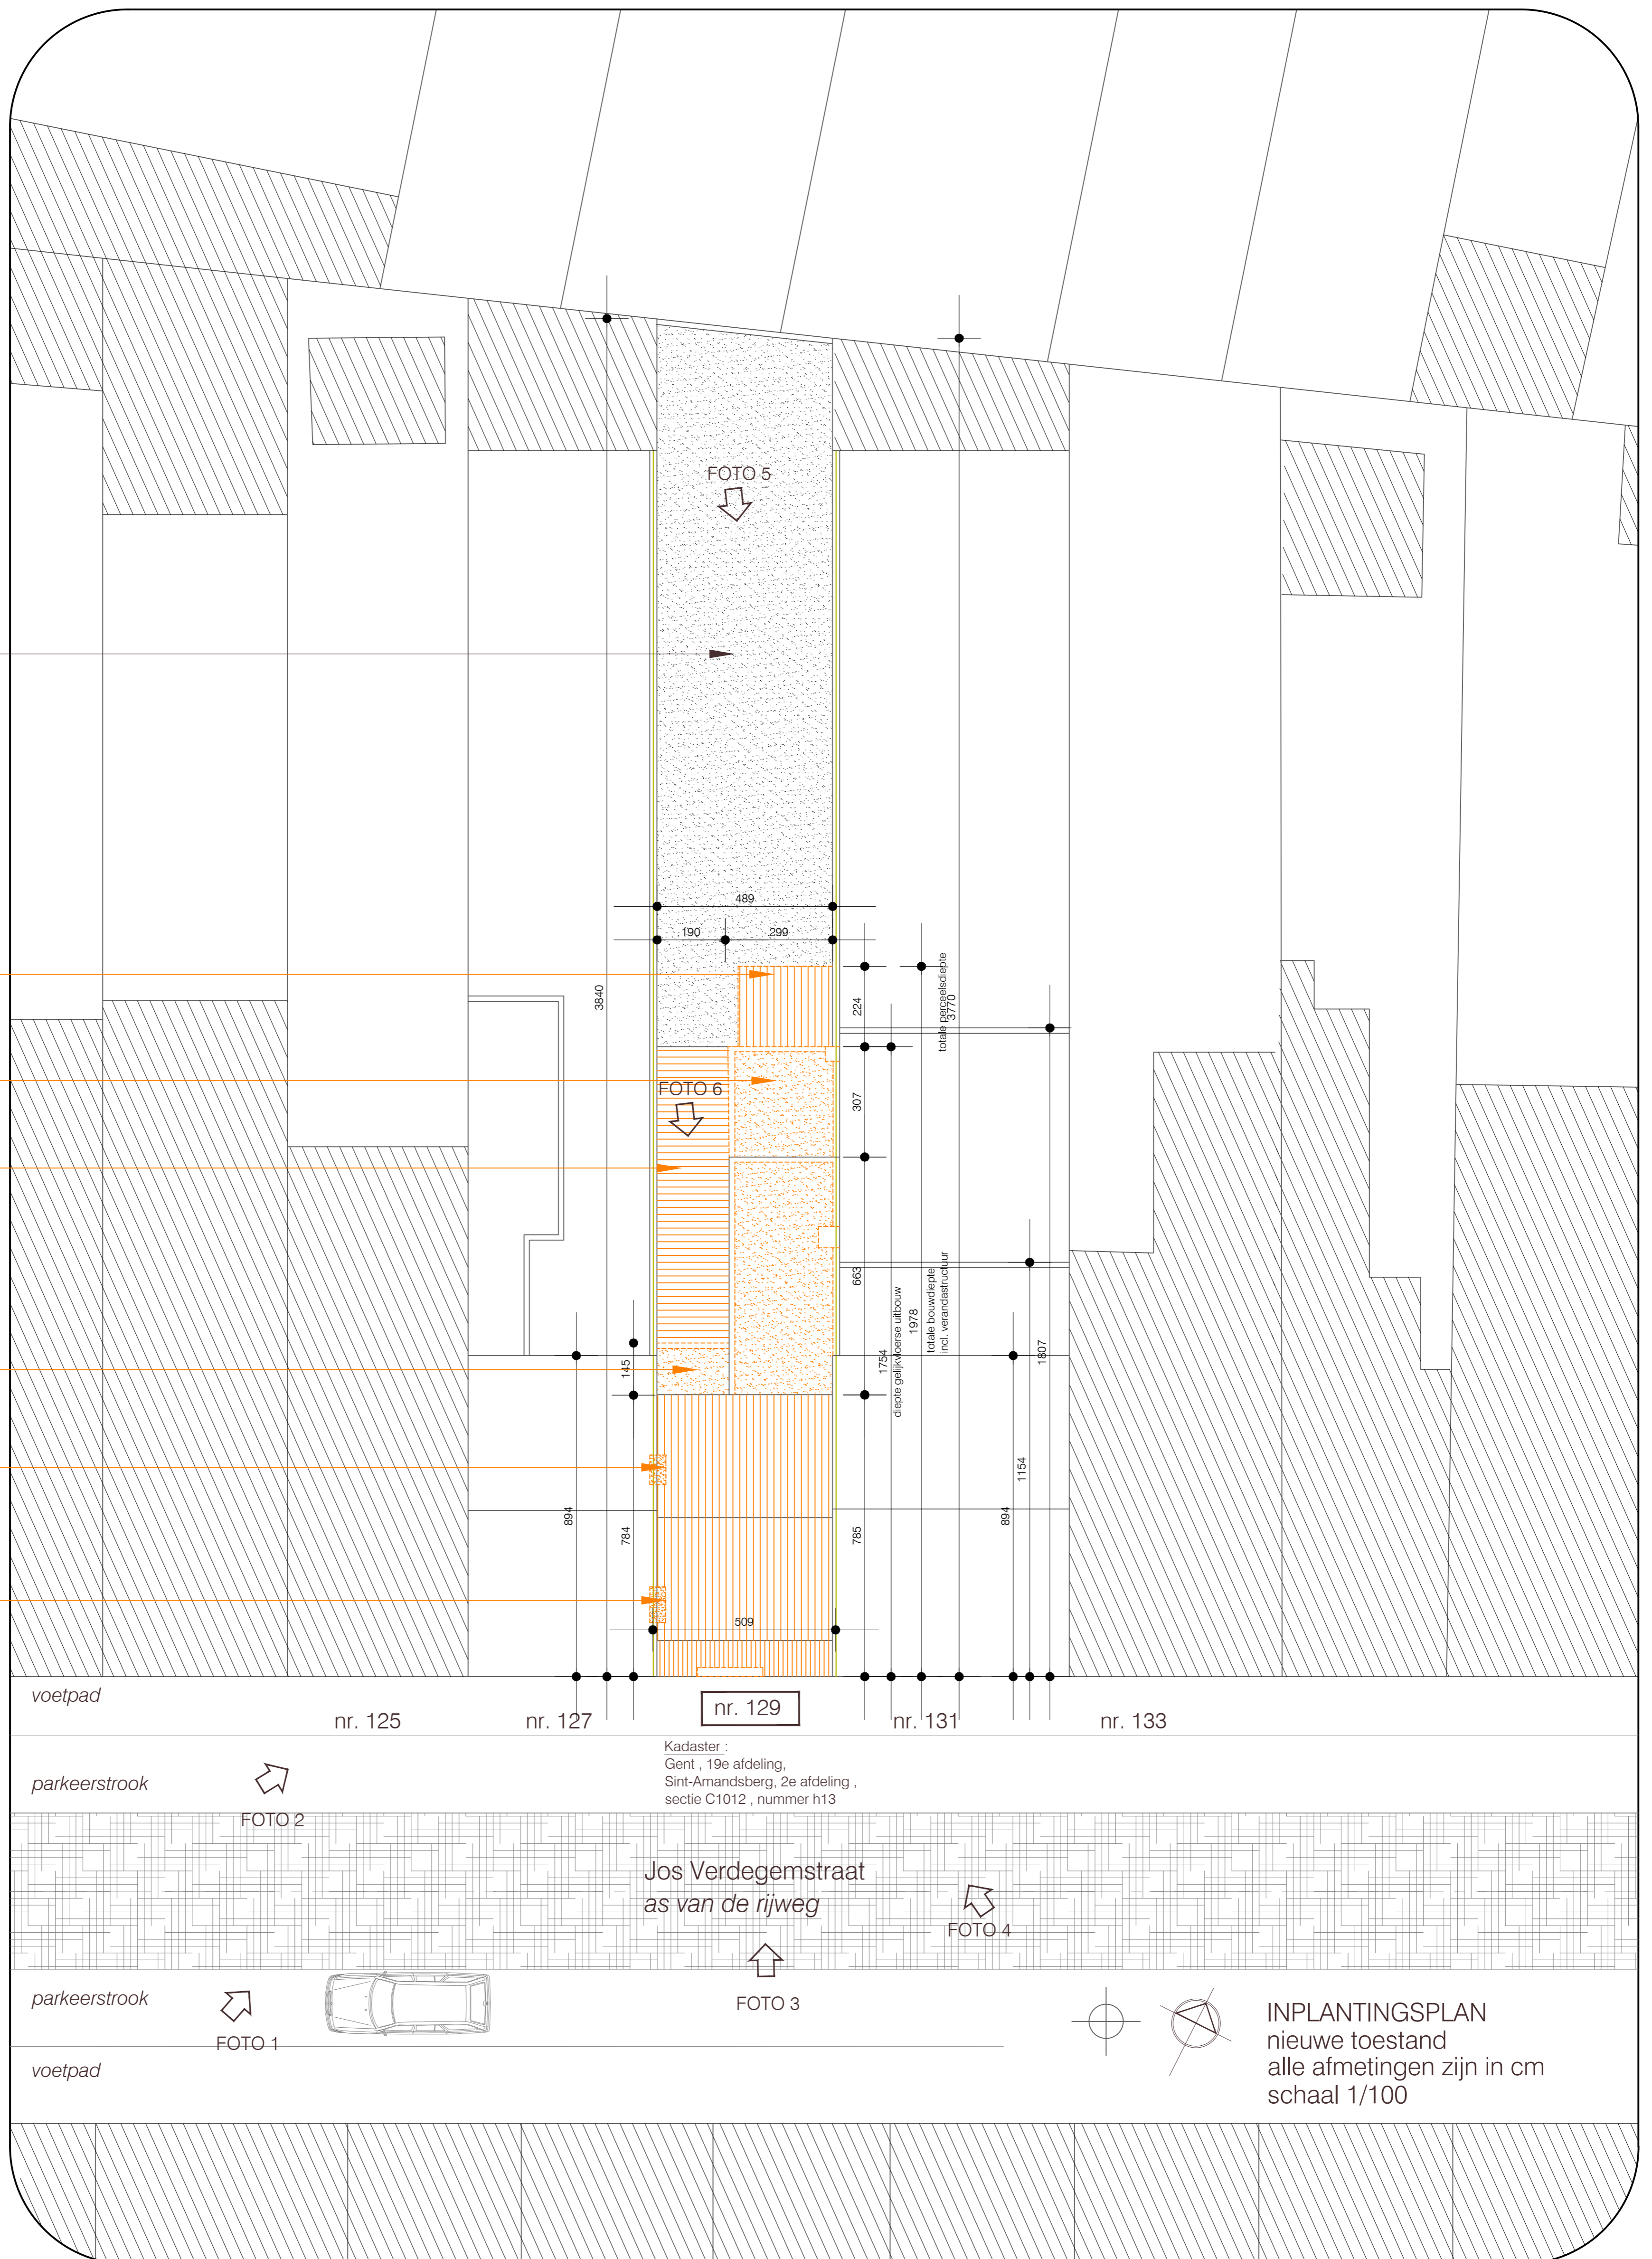 FOTO 5
489
190
299
3840
224
totale perceelsdiepte
3770
FOTO 6
307
663
diepte gelijkvloerse uitbouw
1754
1978
totale bouwdiepte
incl. verandastructuur
1807
145
1154
894
784
785
894
509
voetpad
nr. 125
nr. 127
nr. 129
nr. 131
nr. 133
Kadaster :
Gent , 19e afdeling,
Sint-Amandsberg, 2e afdeling ,
sectie C1012 , nummer h13
parkeerstrook
FOTO 2
Jos Verdegemstraat
as van de rijweg
FOTO 4
parkeerstrook
FOTO 1
FOTO 3
voetpad
INPLANTINGSPLAN
nieuwe toestand
alle afmetingen zijn in cm
schaal 1/100